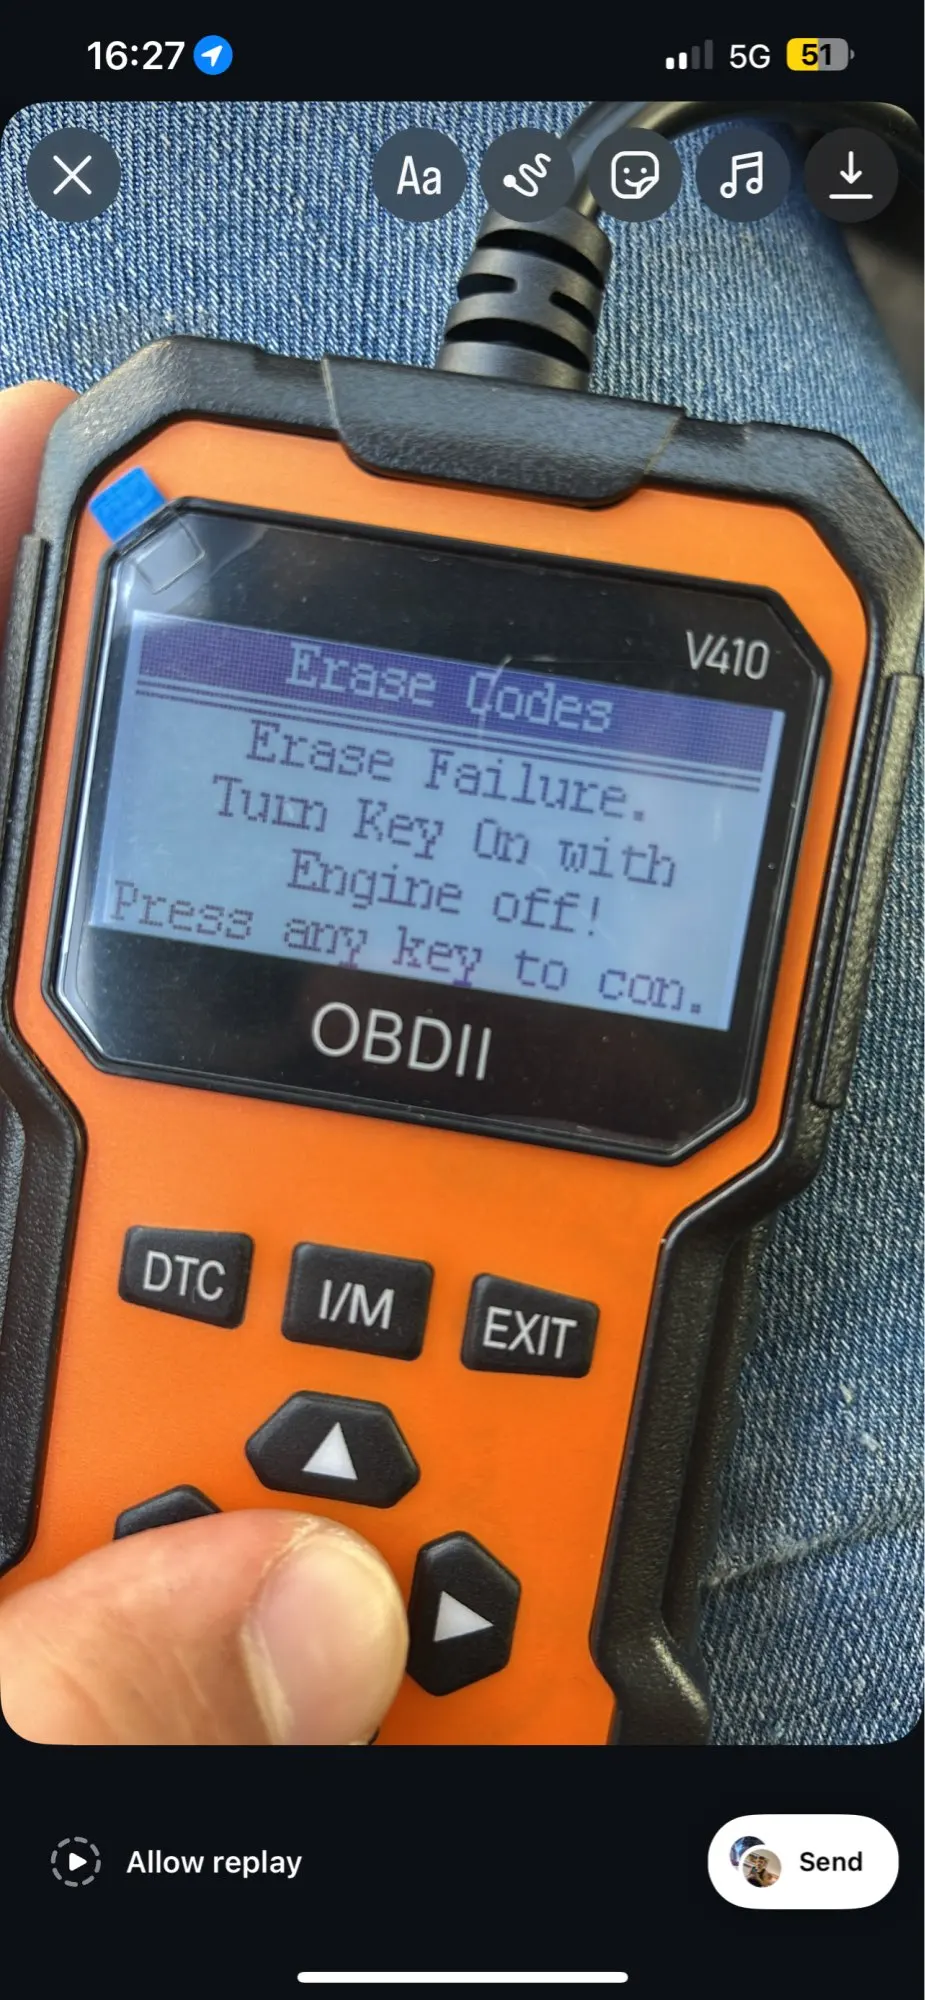 16:27
5G
51
Aa
V410
Erase Codes
Erase Failure.
Turn Key On with
Engine off!
Press any key to con.
OBDII
DTC
I/M
EXIT
Allow replay
Send